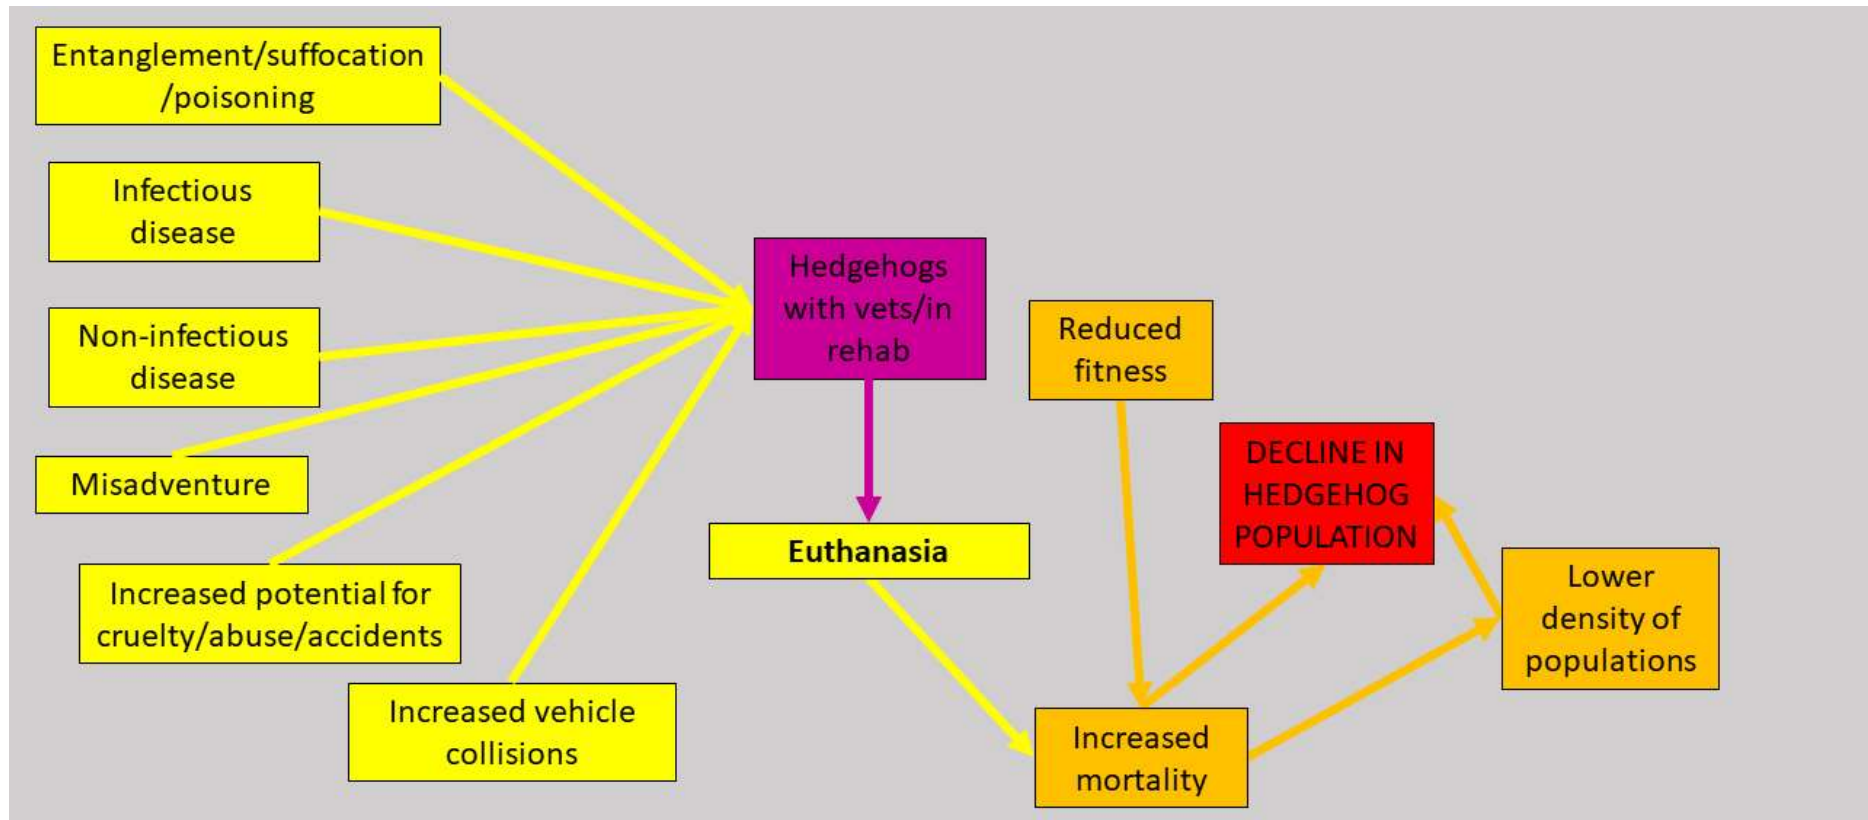 Entanglement/suffocation
/poisoning
Infectious
disease
Non-infectious
disease
Misadventure
Increased potential for
cruelty/abuse/accidents
Increased vehicle
collisions
Hedgehogs
with vets/in
rehab
Euthanasia
Reduced
fitness
DECLINE IN
HEDGEHOG
POPULATION
Increased
mortality
Lower
density of
populations